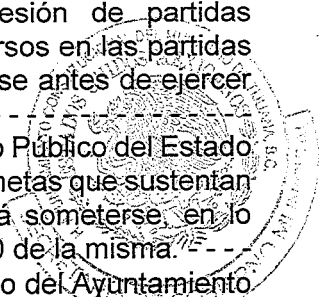 esión de partidas
rsos en las partidas
se antes de ejercer
- - - - - - - - - - - - - - - - - - - -
o Público del Estado
metas que sustentan
á someterse, en lo
0 de la misma. - - - -
o del Ayuntamiento